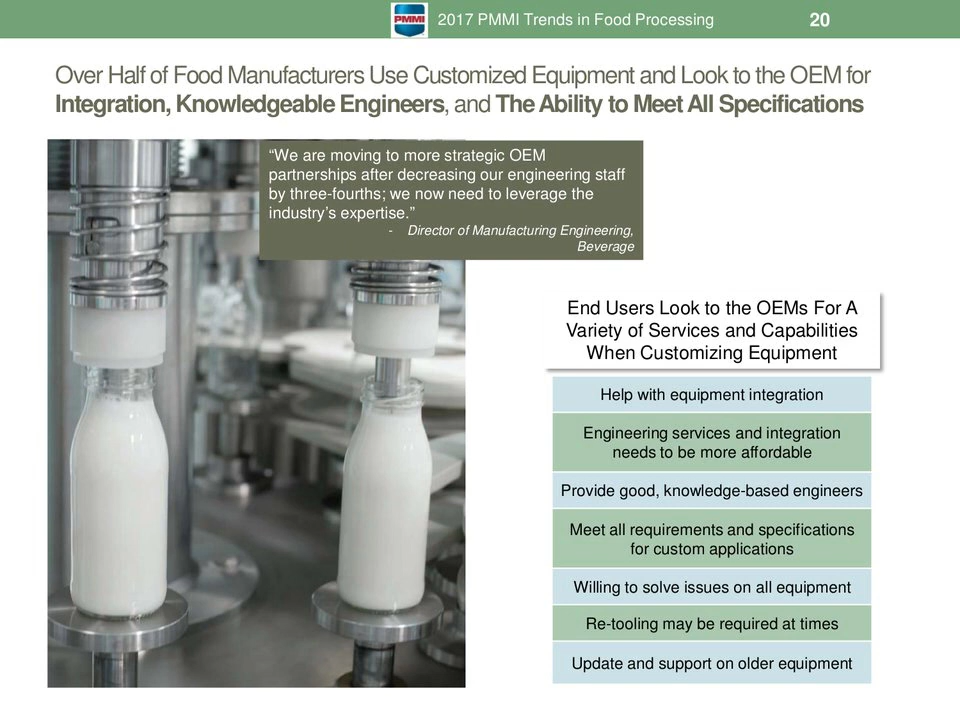 PMMI
2017 PMMI Trends in Food Processing
20
Over Half of Food Manufacturers Use Customized Equipment and Look to the OEM for
Integration, Knowledgeable Engineers, and The Ability to Meet All Specifications
“We are moving to more strategic OEM
partnerships after decreasing our engineering staff
by three-fourths; we now need to leverage the
industry’s expertise.”
- Director of Manufacturing Engineering,
Beverage
End Users Look to the OEMs For A
Variety of Services and Capabilities
When Customizing Equipment
Help with equipment integration
Engineering services and integration
needs to be more affordable
Provide good, knowledge-based engineers
Meet all requirements and specifications
for custom applications
Willing to solve issues on all equipment
Re-tooling may be required at times
Update and support on older equipment